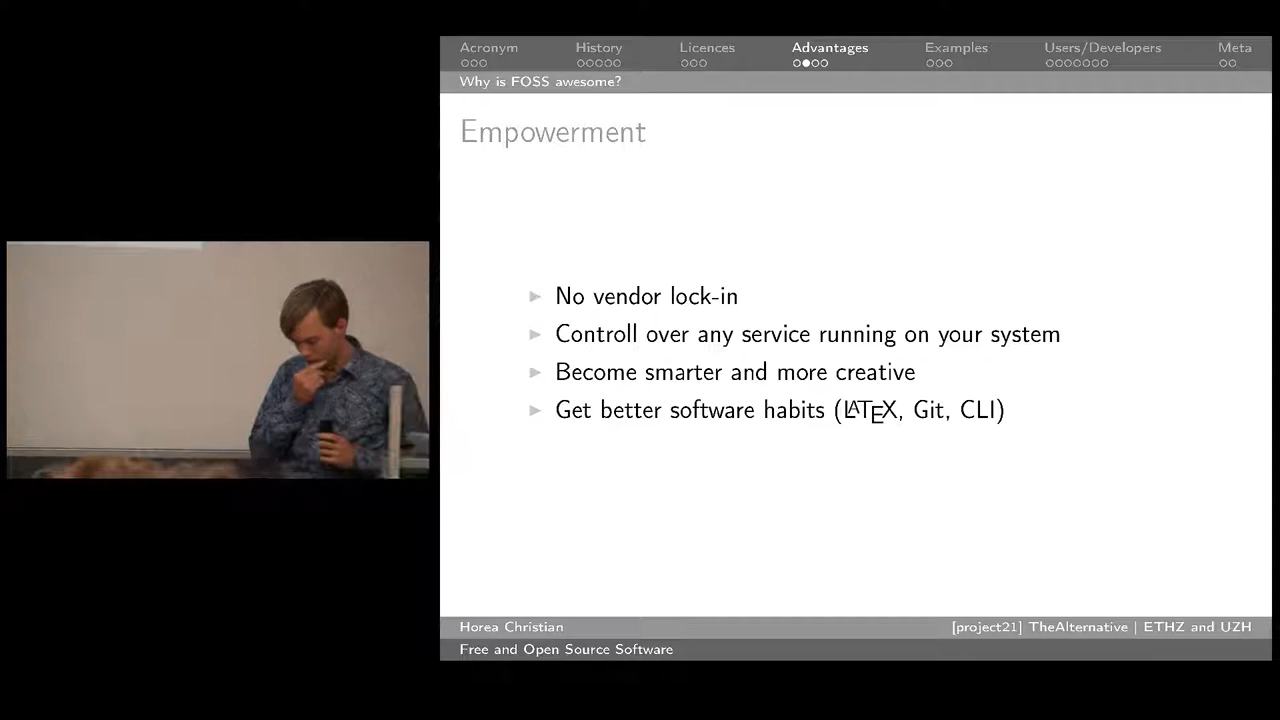 Acronym History Licences Advantages Examples Users/Developers Meta
Why is FOSS awesome?
Empowerment
No vendor lock-in
Controll over any service running on your system
Become smarter and more creative
Get better software habits (LATEX, Git, CLI)
Horea Christian [project21] TheAlternative | ETHZ and UZH
Free and Open Source Software